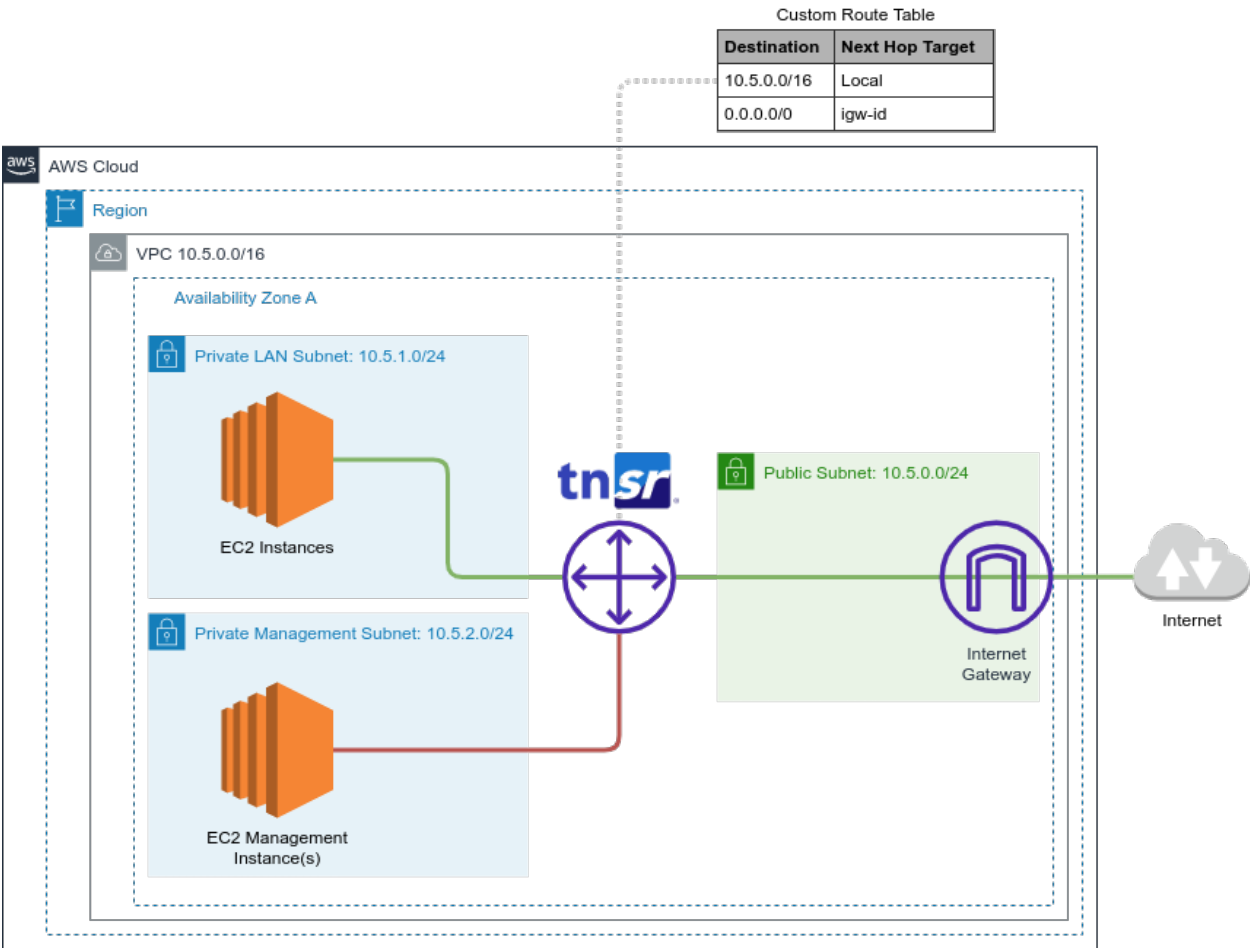 Custom Route Table
Destination Next Hop Target
10.5.0.0/16 Local
0.0.0.0/0 igw-id
aws AWS Cloud
Region
VPC 10.5.0.0/16
Availability Zone A
Private LAN Subnet: 10.5.1.0/24
EC2 Instances
tnsr
Public Subnet: 10.5.0.0/24
Internet
Gateway
Internet
Private Management Subnet: 10.5.2.0/24
EC2 Management
Instance(s)